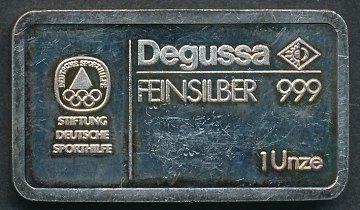 DEUTSCHE SPORTHILFE
STIFTUNG
DEUTSCHE
SPORTHILFE
Degussa
FEINSILBER 999
1 Unze